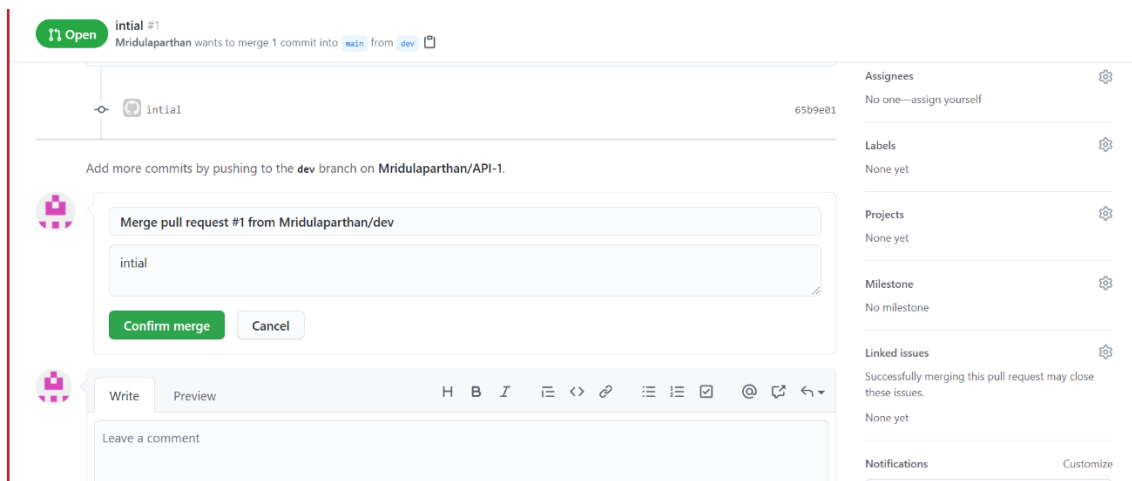 Open
intial #1
Mridulaparthan wants to merge 1 commit into main from dev
intial
65b9e01
Add more commits by pushing to the dev branch on Mridulaparthan/API-1.
Merge pull request #1 from Mridulaparthan/dev
intial
Confirm merge Cancel
Write Preview
H B I
Leave a comment
Assignees
No one—assign yourself
Labels
None yet
Projects
None yet
Milestone
No milestone
Linked issues
Successfully merging this pull request may close
these issues.
None yet
Notifications Customize